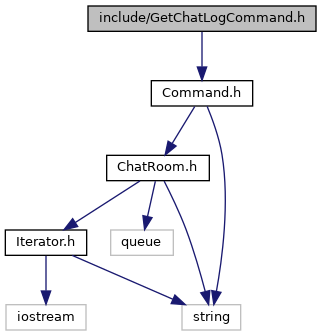 include/GetChatLogCommand.h
Command.h
ChatRoom.h
Iterator.h
queue
iostream
string